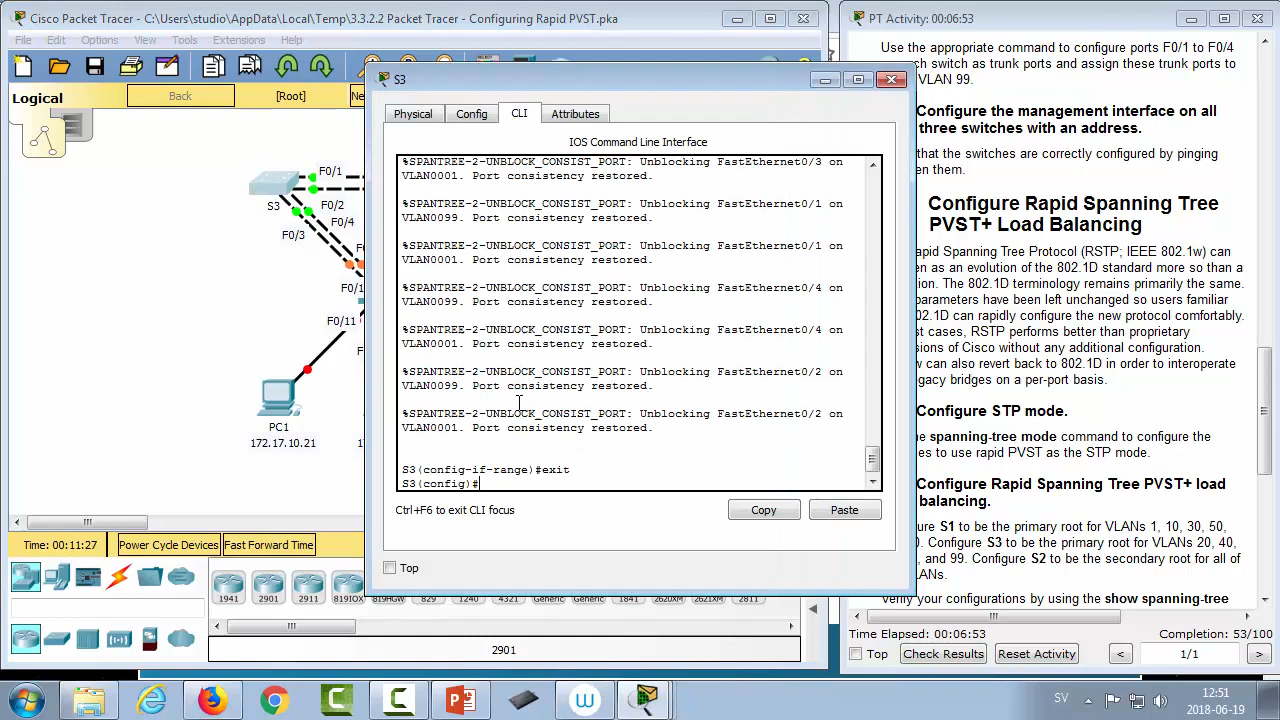 Cisco Packet Tracer - C:\Users\studio\AppData\Local\Temp\3.3.2.2 Packet Tracer - Configuring Rapid PVST.pka
File Edit Options View Tools Extensions Help
Logical
Back
[Root]
Ne
F0/1
S3
F0/2
F0/4
F0/3
F0/
F0/11
F
PC1
172.17.10.21
17
S3
Physical
Config
CLI
Attributes
IOS Command Line Interface
%SPANTREE-2-UNBLOCK_CONSIST_PORT: Unblocking FastEthernet0/3 on
VLAN0001. Port consistency restored.
%SPANTREE-2-UNBLOCK_CONSIST_PORT: Unblocking FastEthernet0/1 on
VLAN0099. Port consistency restored.
%SPANTREE-2-UNBLOCK_CONSIST_PORT: Unblocking FastEthernet0/1 on
VLAN0001. Port consistency restored.
%SPANTREE-2-UNBLOCK_CONSIST_PORT: Unblocking FastEthernet0/4 on
VLAN0099. Port consistency restored.
%SPANTREE-2-UNBLOCK_CONSIST_PORT: Unblocking FastEthernet0/4 on
VLAN0001. Port consistency restored.
%SPANTREE-2-UNBLOCK_CONSIST_PORT: Unblocking FastEthernet0/2 on
VLAN0099. Port consistency restored.
%SPANTREE-2-UNBLOCK_CONSIST_PORT: Unblocking FastEthernet0/2 on
VLAN0001. Port consistency restored.
S3(config-if-range)#exit
S3(config)#
Ctrl+F6 to exit CLI focus
Copy
Paste
Top
Time: 00:11:27
Power Cycle Devices
Fast Forward Time
1941 2901 2911 819IOX 819HGW 829 1240 4321 Generic Generic 1841 2620XM 2621XM 2811
2901
PT Activity: 00:06:53
Use the appropriate command to configure ports F0/1 to F0/4
ch switch as trunk ports and assign these trunk ports to
VLAN 99.
Configure the management interface on all
three switches with an address.
that the switches are correctly configured by pinging
en them.
Configure Rapid Spanning Tree
PVST+ Load Balancing
apid Spanning Tree Protocol (RSTP; IEEE 802.1w) can
en as an evolution of the 802.1D standard more so than a
ion. The 802.1D terminology remains primarily the same.
parameters have been left unchanged so users familiar
02.1D can rapidly configure the new protocol comfortably.
st cases, RSTP performs better than proprietary
sions of Cisco without any additional configuration.
w can also revert back to 802.1D in order to interoperate
egacy bridges on a per-port basis.
Configure STP mode.
he spanning-tree mode command to configure the
es to use rapid PVST as the STP mode.
Configure Rapid Spanning Tree PVST+ load
balancing.
ure S1 to be the primary root for VLANs 1, 10, 30, 50,
0. Configure S3 to be the primary root for VLANs 20, 40,
, and 99. Configure S2 to be the secondary root for all of
ANs.
Verify your configurations by using the show spanning-tree
Time Elapsed: 00:06:53
Completion: 53/100
Top
Check Results
Reset Activity
<
1/1
>
SV
12:51
2018-06-19